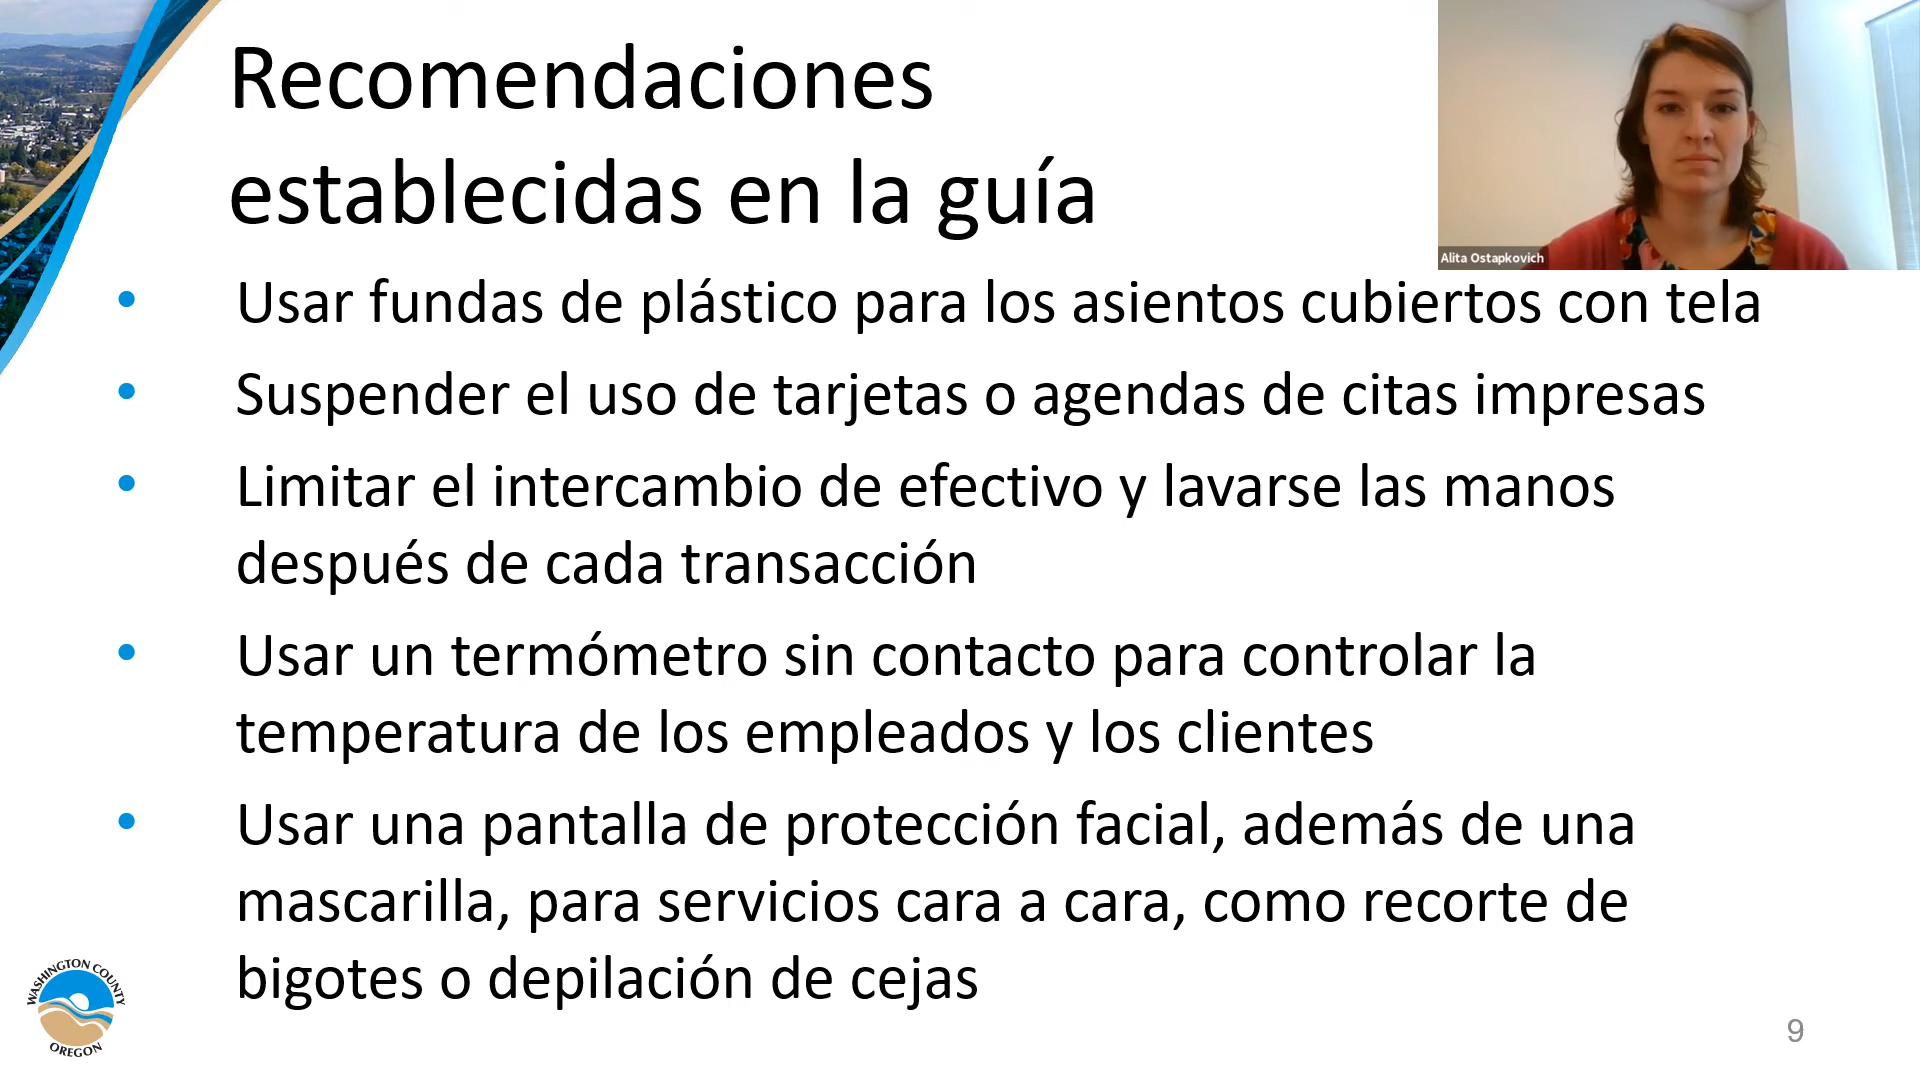 Recomendaciones
establecidas en la guía
Alita Ostapkovich
• Usar fundas de plástico para los asientos cubiertos con tela
• Suspender el uso de tarjetas o agendas de citas impresas
• Limitar el intercambio de efectivo y lavarse las manos
después de cada transacción
• Usar un termómetro sin contacto para controlar la
temperatura de los empleados y los clientes
• Usar una pantalla de protección facial, además de una
mascarilla, para servicios cara a cara, como recorte de
bigotes o depilación de cejas
WASHINGTON COUNTY
OREGON
9